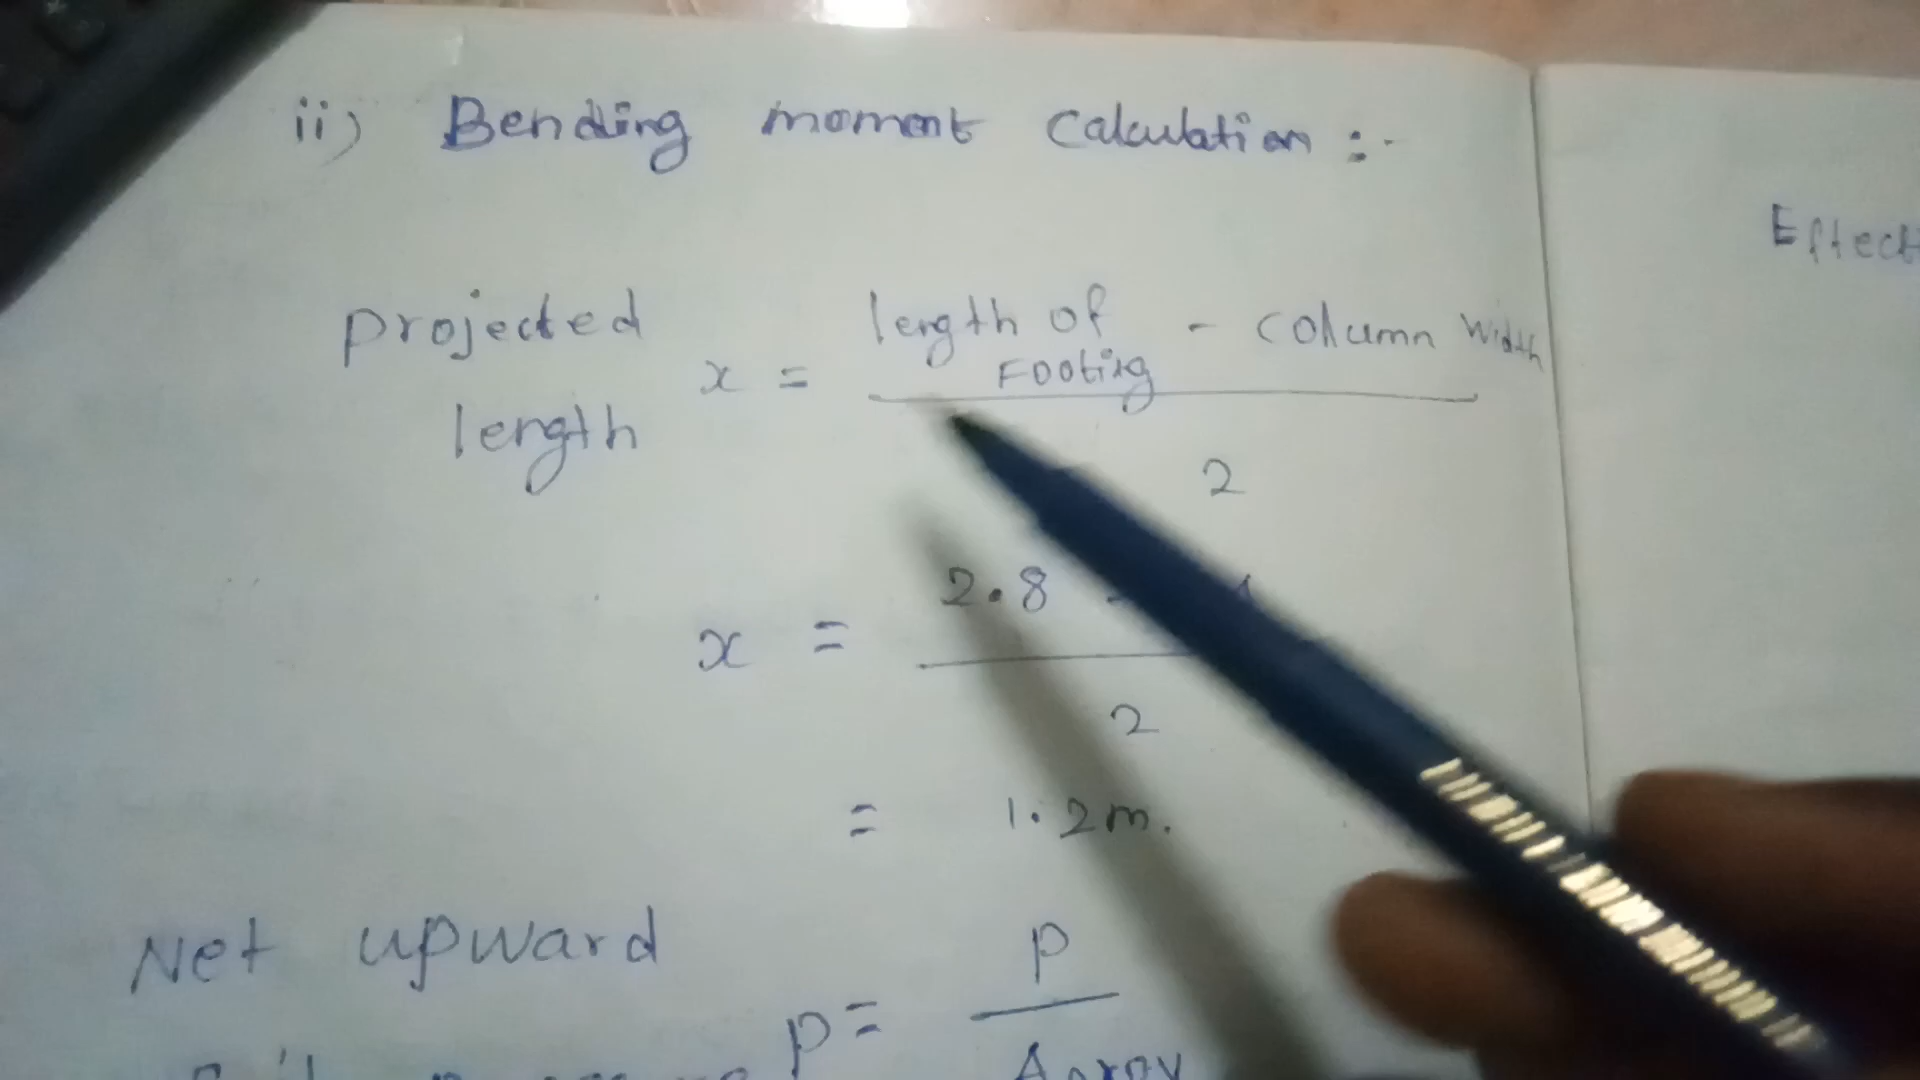 ii) Bending moment Calculation :-
Projected length x = length of Footing - column width
2
x = 2.8
2
= 1.2m.
Net upward
p = P